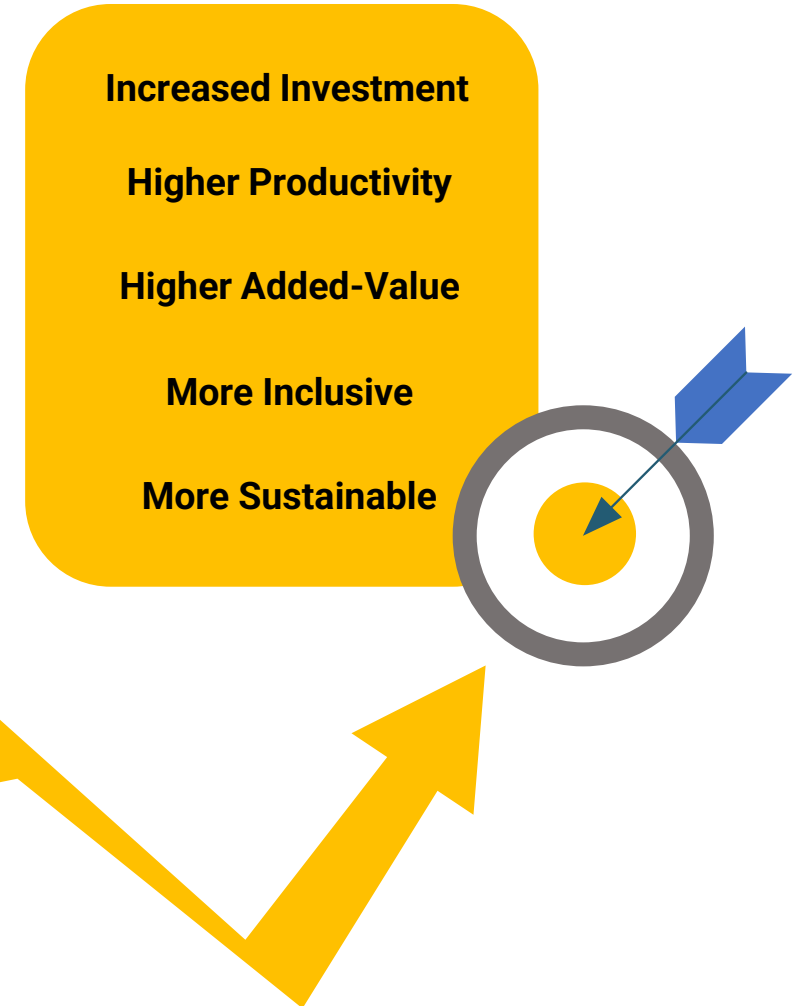 Increased Investment
Higher Productivity
Higher Added-Value
More Inclusive
More Sustainable